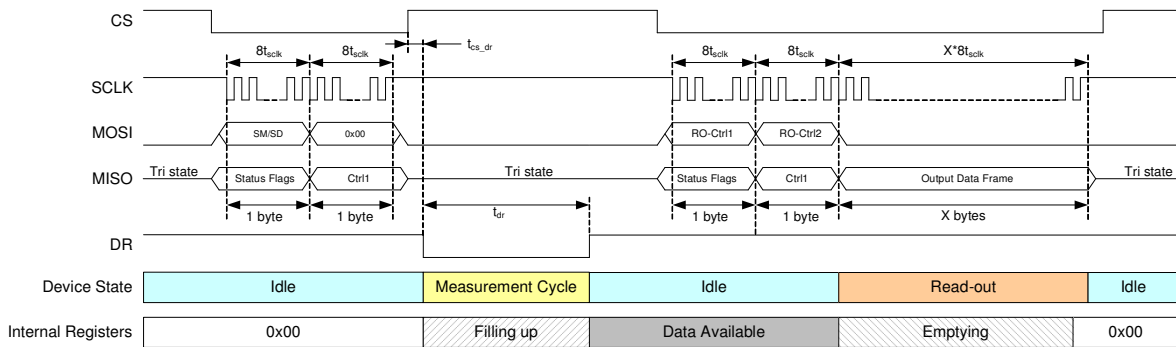 CS
t_cs_dr
8t_sclk 8t_sclk 8t_sclk 8t_sclk X*8t_sclk
SCLK
MOSI SM/SD 0x00 RO-Ctrl1 RO-Ctrl2
MISO Tri state Status Flags Ctrl1 Tri state Status Flags Ctrl1 Output Data Frame Tri state
1 byte 1 byte t_dr 1 byte 1 byte X bytes
DR
Device State Idle Measurement Cycle Idle Read-out Idle
Internal Registers 0x00 Filling up Data Available Emptying 0x00